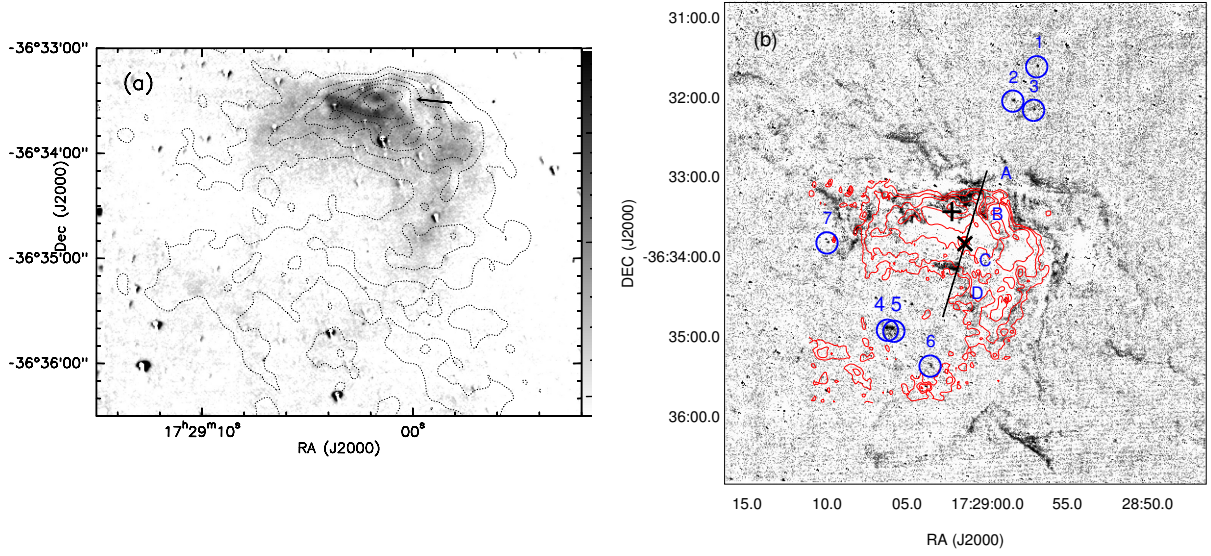 (a)
-36°33'00"
-36°34'00"
-36°35'00"
-36°36'00"
Dec (J2000)
17ʰ29ᵐ10ˢ
00ˢ
RA (J2000)
(b)
31:00.0
32:00.0
33:00.0
-36:34:00.0
35:00.0
36:00.0
DEC (J2000)
1
2
3
A
B
7
C
D
4
5
6
15.0
10.0
05.0
17:29:00.0
55.0
28:50.0
RA (J2000)